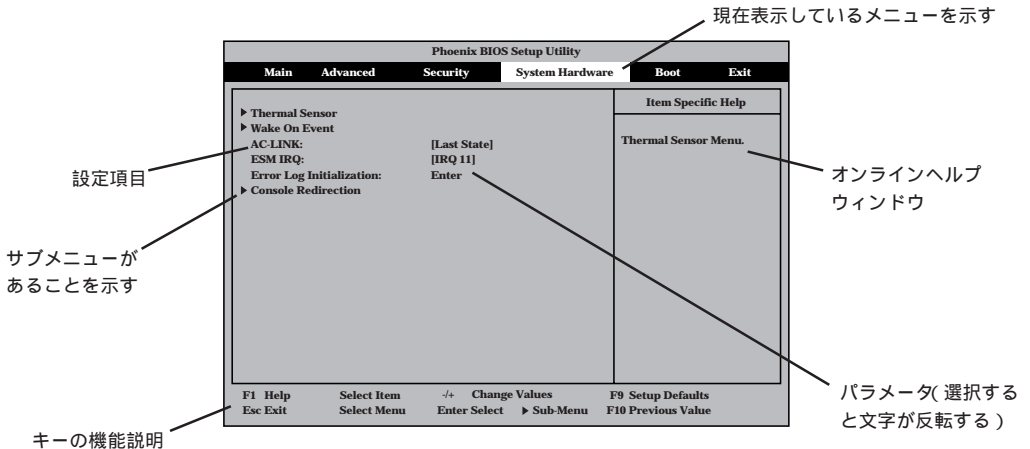 現在表示しているメニューを示す
Phoenix BIOS Setup Utility
Main Advanced Security System Hardware Boot Exit
Item Specific Help
Thermal Sensor
Wake On Event
AC-LINK: [Last State]
ESM IRQ: [IRQ 11]
Error Log Initialization: Enter
Console Redirection
Thermal Sensor Menu.
設定項目
オンラインヘルプ
ウィンドウ
サブメニューが
あることを示す
パラメータ(選択する
と文字が反転する)
F1 Help Select Item -/+ Change Values F9 Setup Defaults
Esc Exit Select Menu Enter Select Sub-Menu F10 Previous Value
キーの機能説明